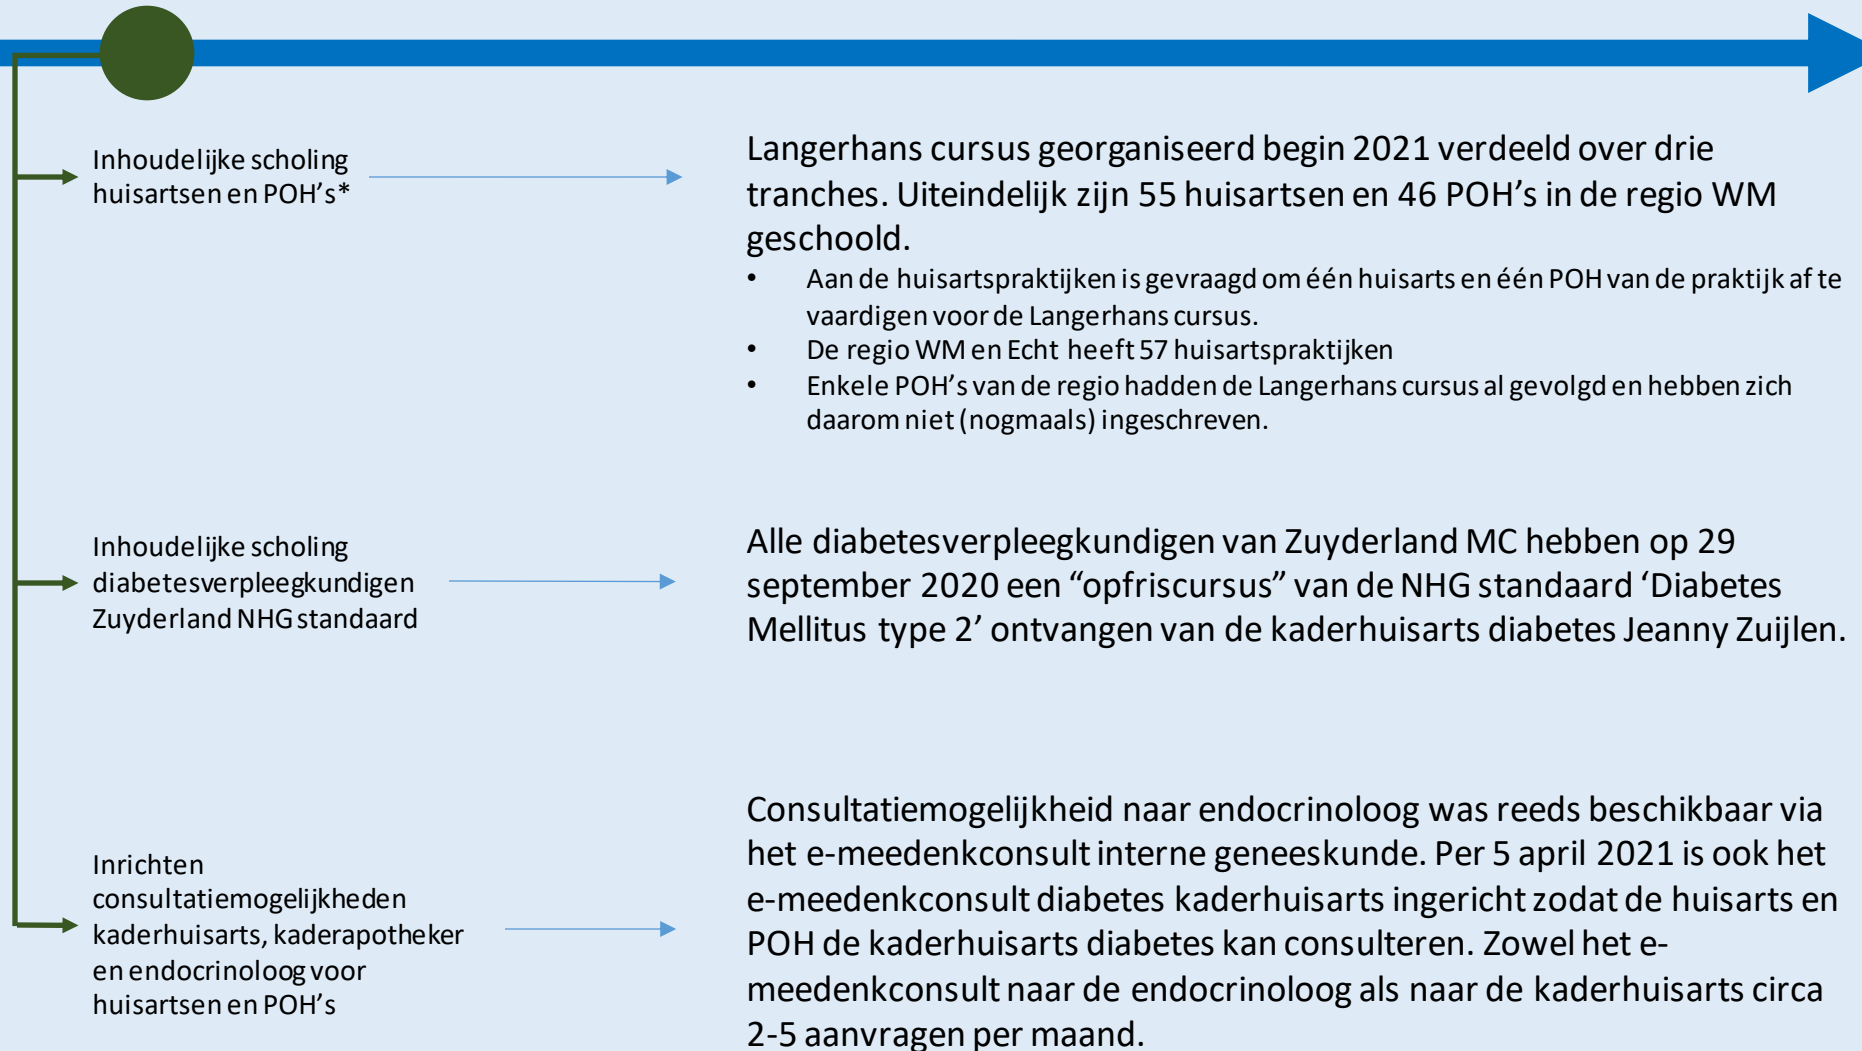 Inhoudelijke scholing
huisartsen en POH's*
Langerhans cursus georganiseerd begin 2021 verdeeld over drie
tranches. Uiteindelijk zijn 55 huisartsen en 46 POH's in de regio WM
geschoold.
• Aan de huisartspraktijken is gevraagd om één huisarts en één POH van de praktijk af te
vaardigen voor de Langerhans cursus.
• De regio WM en Echt heeft 57 huisartspraktijken
• Enkele POH's van de regio hadden de Langerhans cursus al gevolgd en hebben zich
daarom niet (nogmaals) ingeschreven.
Inhoudelijke scholing
diabetesverpleegkundigen
Zuyderland NHG standaard
Alle diabetesverpleegkundigen van Zuyderland MC hebben op 29
september 2020 een “opfriscursus” van de NHG standaard ‘Diabetes
Mellitus type 2’ ontvangen van de kaderhuisarts diabetes Jeanny Zuijlen.
Inrichten
consultatiemogelijkheden
kaderhuisarts, kaderapotheker
en endocrinoloog voor
huisartsen en POH's
Consultatiemogelijkheid naar endocrinoloog was reeds beschikbaar via
het e-meedenkconsult interne geneeskunde. Per 5 april 2021 is ook het
e-meedenkconsult diabetes kaderhuisarts ingericht zodat de huisarts en
POH de kaderhuisarts diabetes kan consulteren. Zowel het e-
meedenkconsult naar de endocrinoloog als naar de kaderhuisarts circa
2-5 aanvragen per maand.